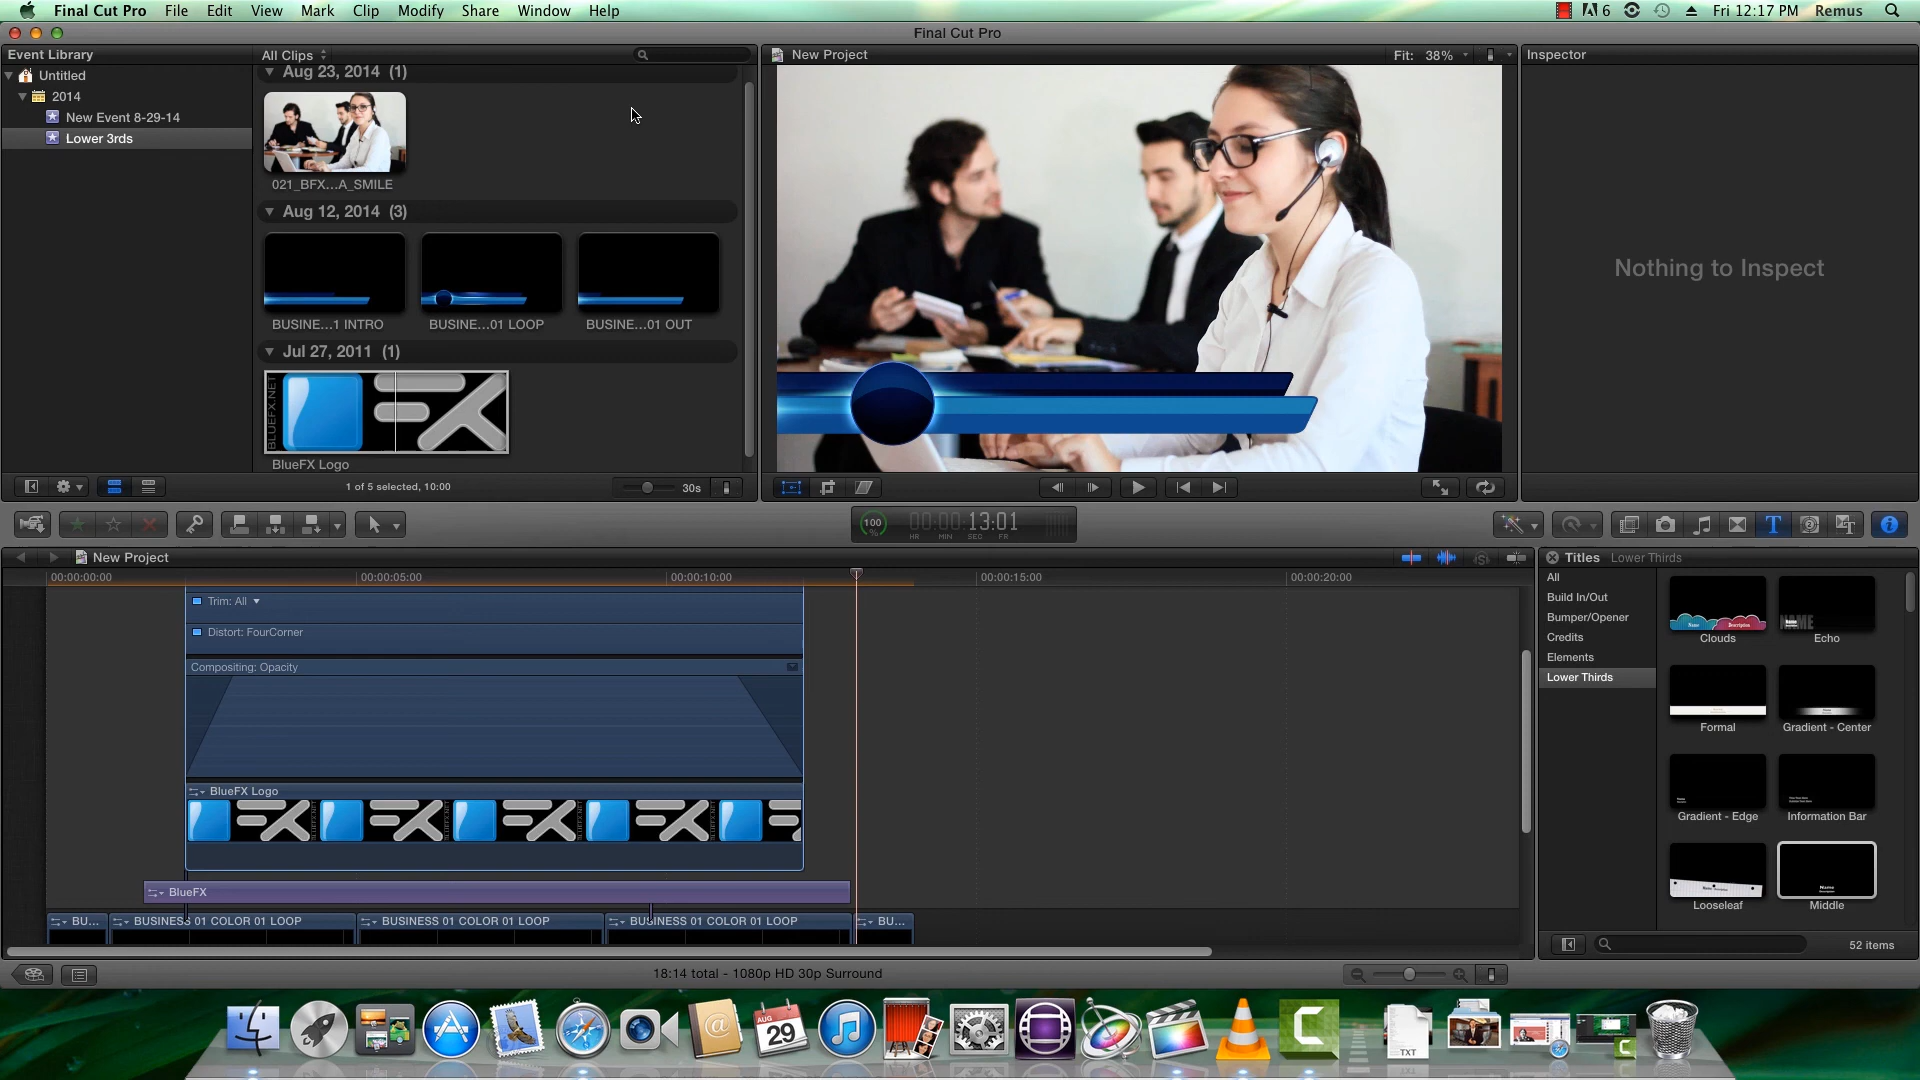 Final Cut Pro File Edit View Mark Clip Modify Share Window Help
6 Fri 12:17 PM Remus
Final Cut Pro
Event Library
All Clips
New Project
Fit: 38%
Inspector
Untitled
2014
New Event 8-29-14
Lower 3rds
Aug 23, 2014 (1)
021_BFX...A_SMILE
Aug 12, 2014 (3)
BUSINE...1 INTRO
BUSINE...01 LOOP
BUSINE...01 OUT
Jul 27, 2011 (1)
BLUEFX.NET
BlueFX Logo
Nothing to Inspect
1 of 5 selected, 10:00
30s
100
%
00:00:13:01
HR MIN SEC FR
New Project
Titles Lower Thirds
00:00:00:00
00:00:05:00
00:00:10:00
00:00:15:00
00:00:20:00
Trim: All
Distort: FourCorner
Compositing: Opacity
BlueFX Logo
BlueFX
BU...
BUSINESS 01 COLOR 01 LOOP
BUSINESS 01 COLOR 01 LOOP
BUSINESS 01 COLOR 01 LOOP
BU...
All
Build In/Out
Bumper/Opener
Credits
Elements
Lower Thirds
Clouds
Echo
Formal
Gradient - Center
Gradient - Edge
Information Bar
Looseleaf
Middle
52 items
18:14 total - 1080p HD 30p Surround
AUG
29
TXT